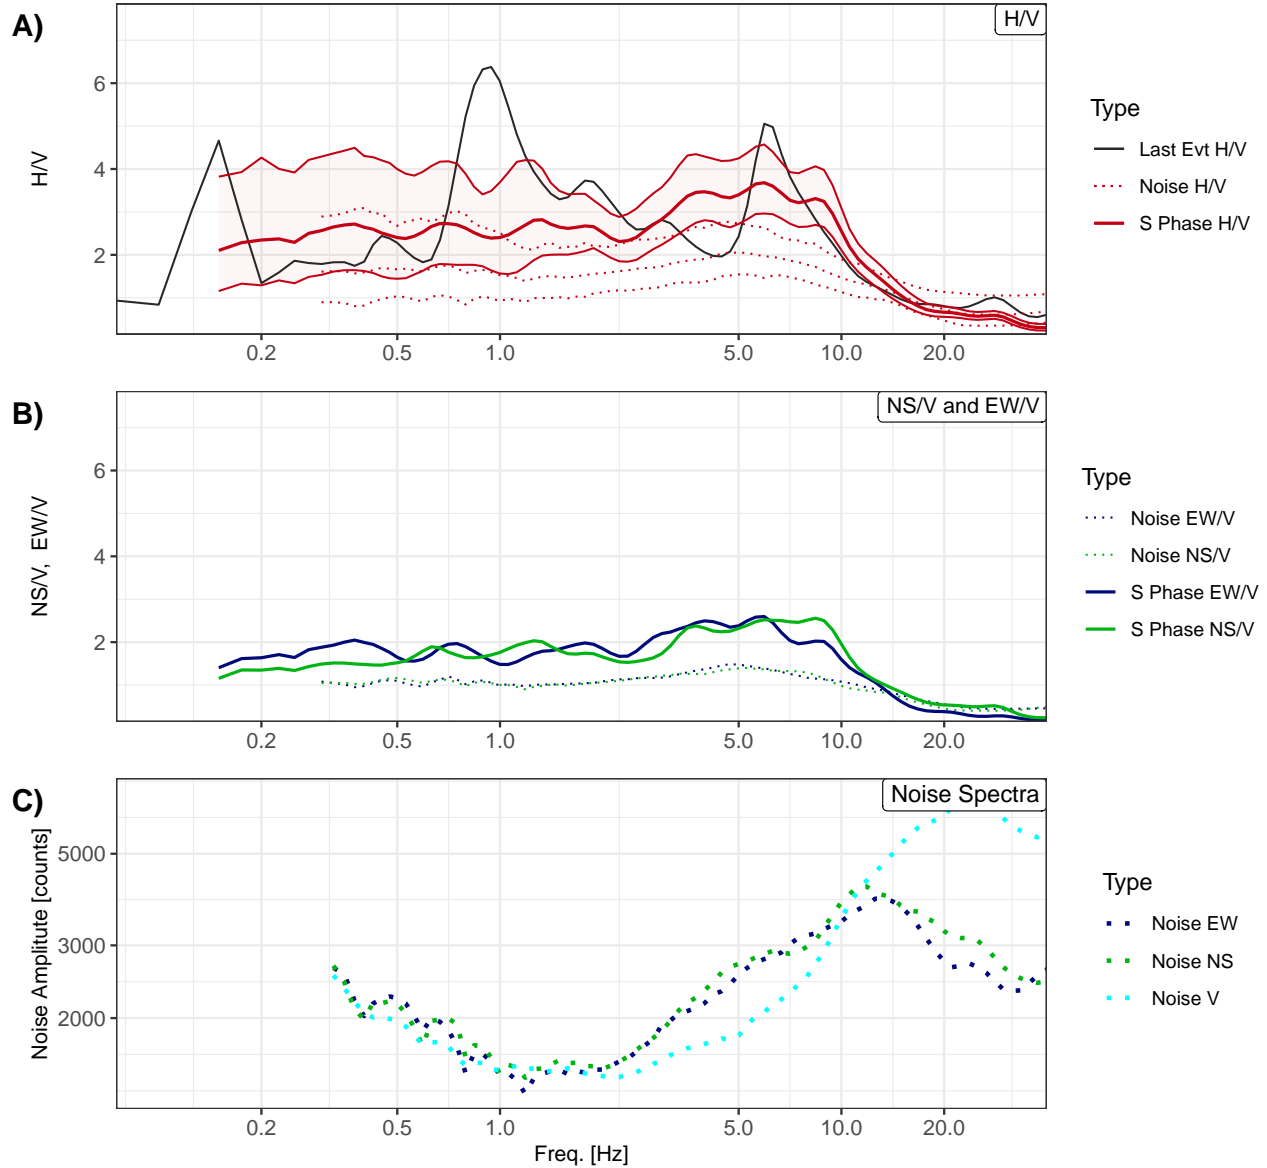 A)
H/V
H/V
6
4
2
0.2 0.5 1.0 5.0 10.0 20.0
Type
Last Evt H/V
Noise H/V
S Phase H/V
B)
NS/V and EW/V
NS/V, EW/V
6
4
2
0.2 0.5 1.0 5.0 10.0 20.0
Type
Noise EW/V
Noise NS/V
S Phase EW/V
S Phase NS/V
C)
Noise Spectra
Noise Amplitute [counts]
5000
3000
2000
0.2 0.5 1.0 5.0 10.0 20.0
Freq. [Hz]
Type
Noise EW
Noise NS
Noise V